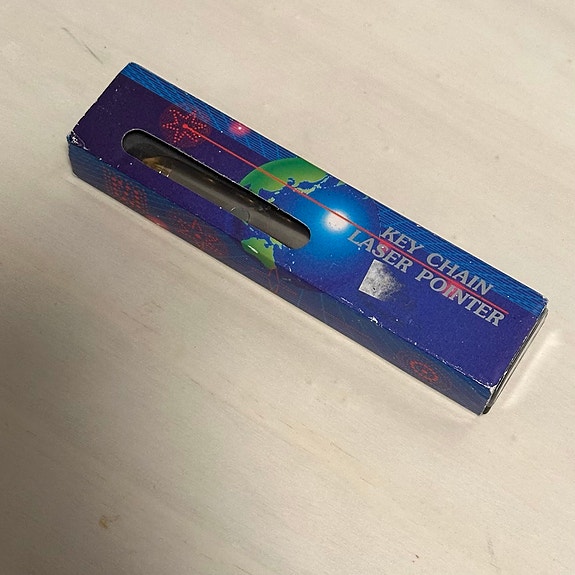 KEY CHAIN
LASER POINTER